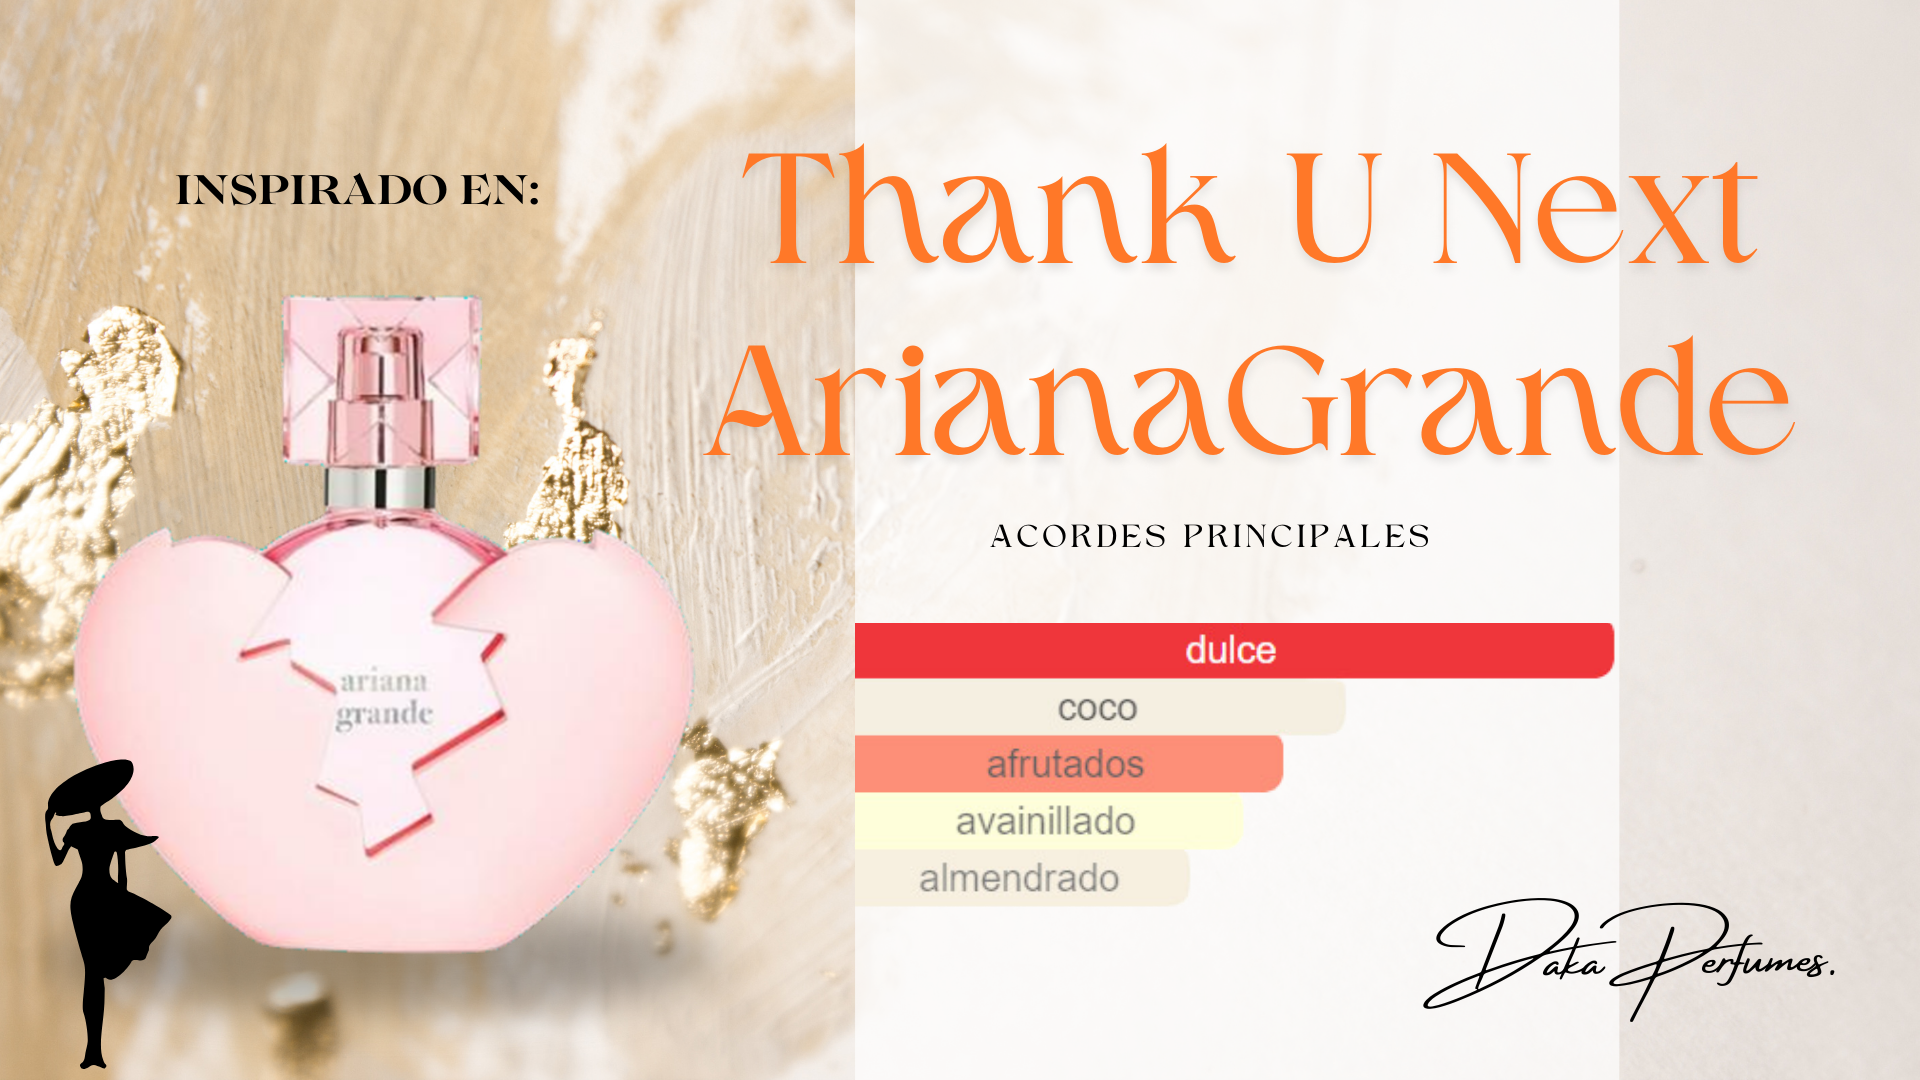 INSPIRADO EN:
Thank U Next
ArianaGrande
ariana
grande
ACORDES PRINCIPALES
dulce
coco
afrutados
avainillado
almendrado
Daka Perfumes.